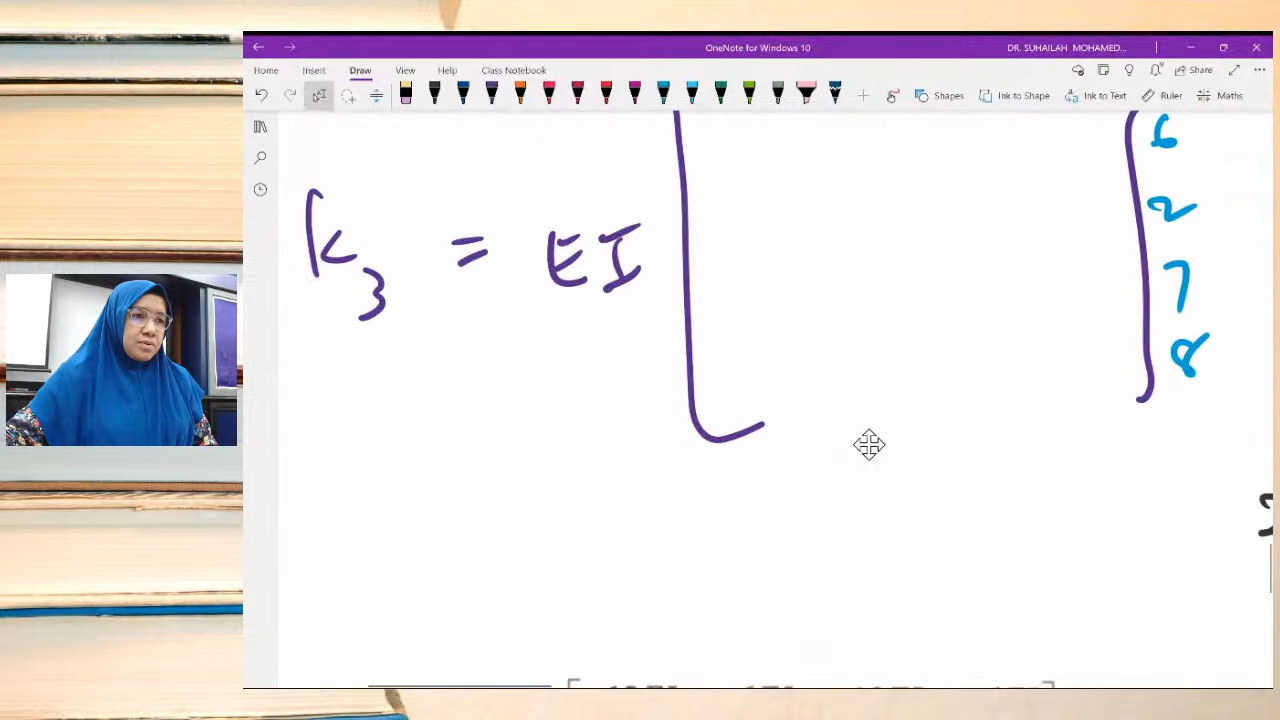 OneNote for Windows 10
DR. SUHAILAH MOHAMED...
Home Insert Draw View Help Class Notebook
Share
Shapes Ink to Shape Ink to Text Ruler Maths
6
2
k3 = EI
7
8